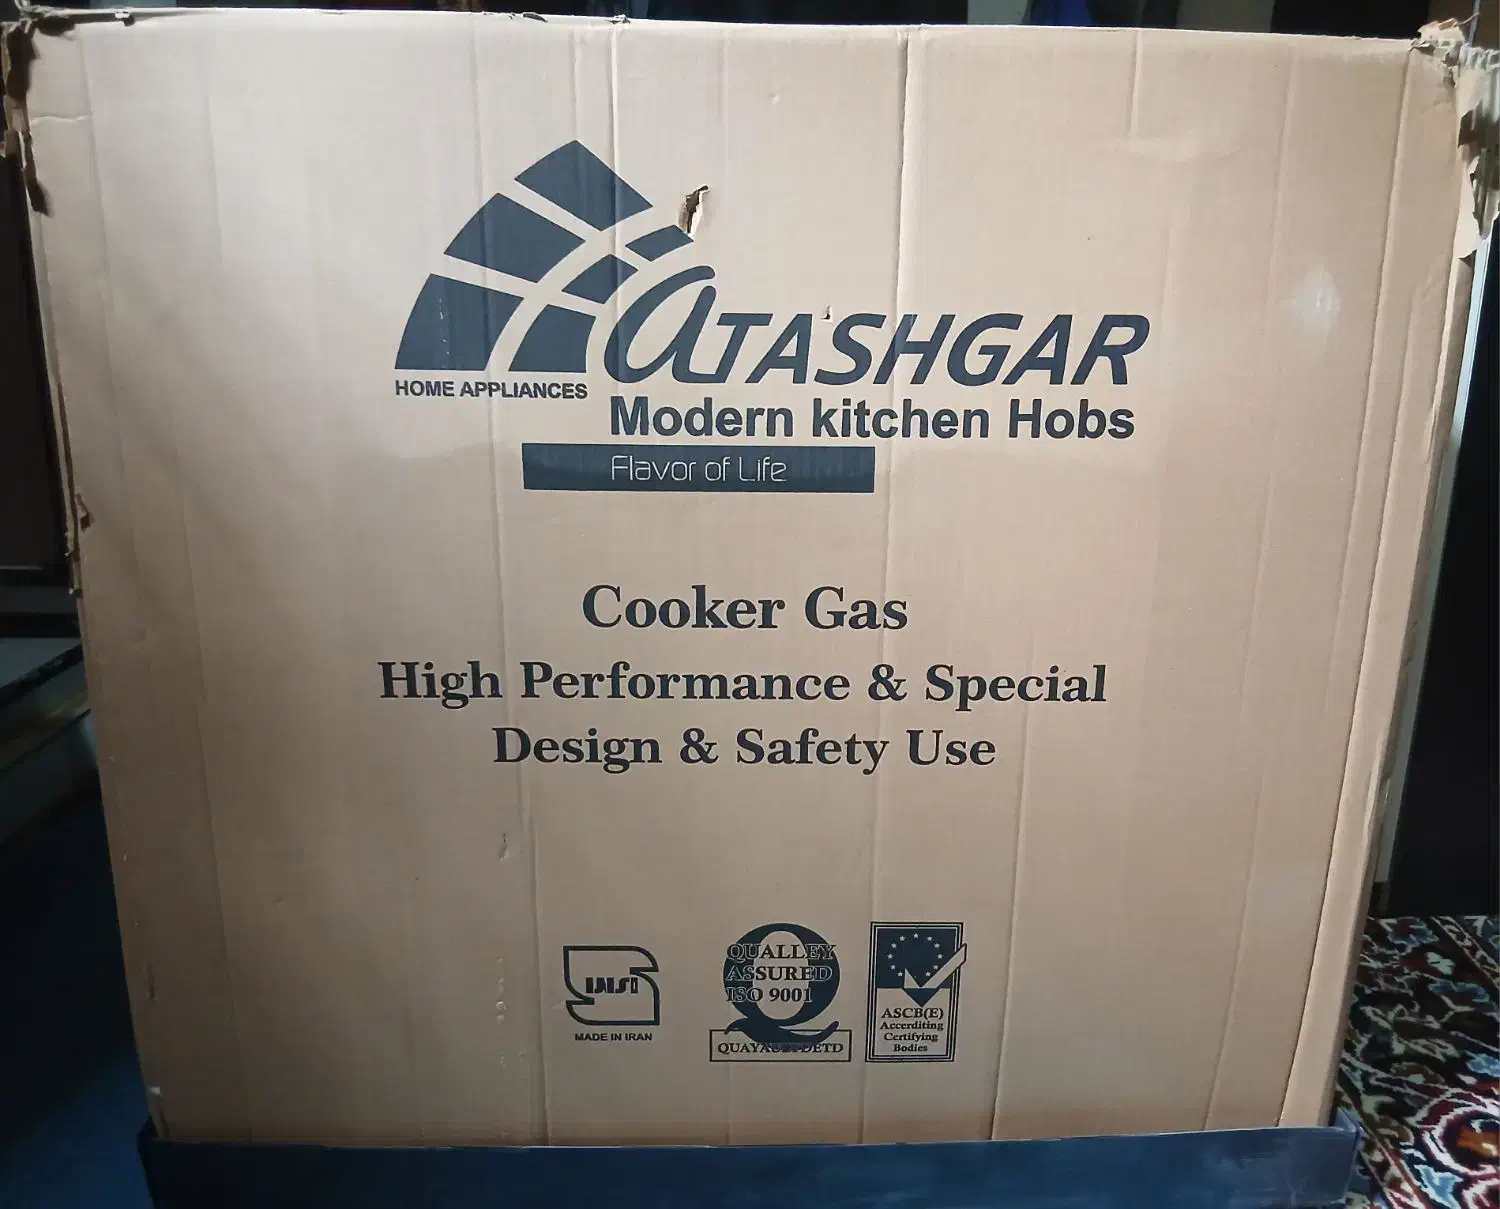 ATASHGAR
HOME APPLIANCES
Modern kitchen Hobs
Flavor of Life
Cooker Gas
High Performance & Special
Design & Safety Use
MADE IN IRAN
QUALLEY
ASSURED
ISO 9001
ASCB(E)
Accerditing
Certifying
Bodies